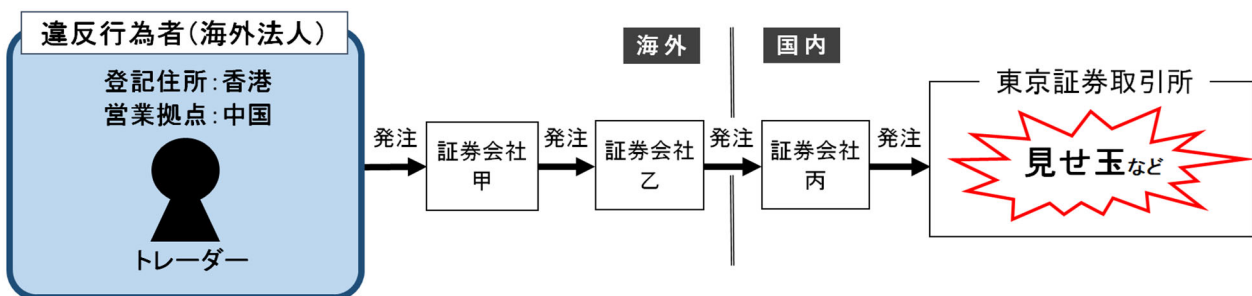 違反行為者(海外法人)
登記住所:香港
営業拠点:中国
トレーダー
発注
証券会社
甲
発注
証券会社
乙
海外
国内
発注
証券会社
丙
発注
東京証券取引所
見せ玉など